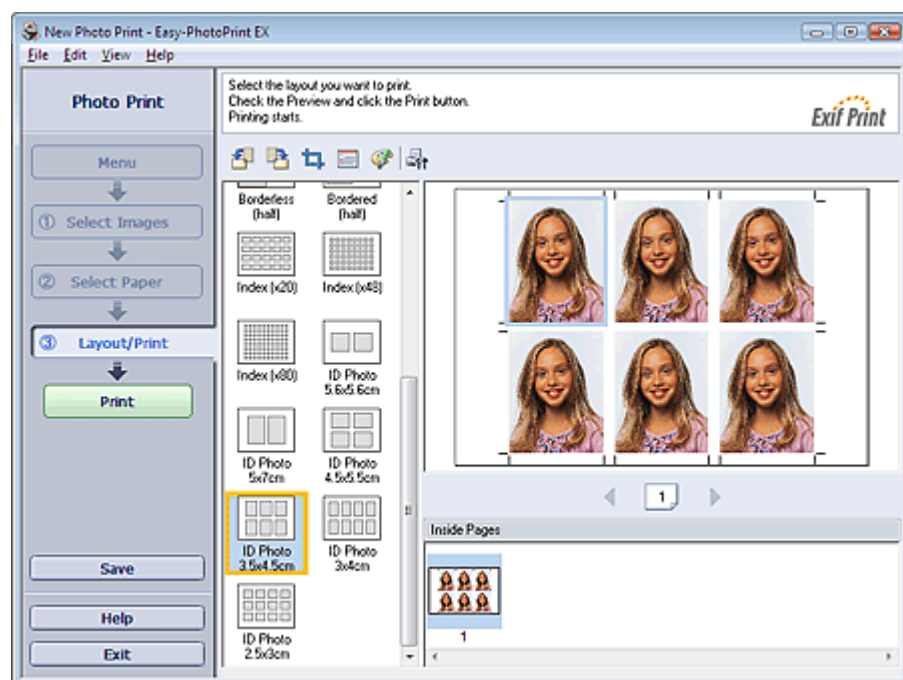 New Photo Print - Easy-PhotoPrint EX
File Edit View Help
Photo Print
Select the layout you want to print.
Check the Preview and click the Print button.
Printing starts.
Exif Print
Menu
① Select Images
② Select Paper
③ Layout/Print
Print
Save
Help
Exit
Borderless
(half)
Bordered
(half)
Index (x20)
Index (x48)
Index (x80)
ID Photo
5.6x5.6cm
ID Photo
5x7cm
ID Photo
4.5x5.5cm
ID Photo
3.5x4.5cm
ID Photo
3x4cm
ID Photo
2.5x3cm
1
Inside Pages
1